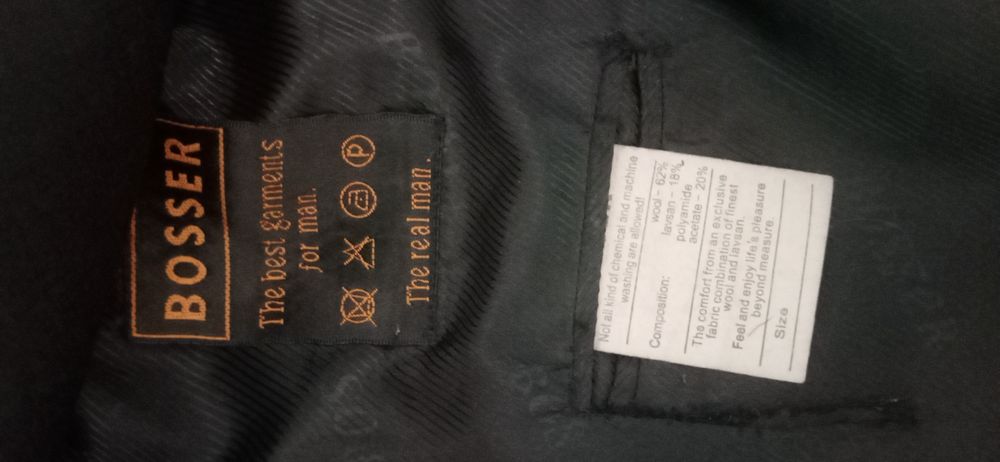 BOSSER
The best garments
for man.
P
The real man.
Not all kind of chemical and machine
washing are allowed!
Composition: wool - 62%
lavsan - 18%
polyamide
acetate - 20%
The comfort from an exclusive
fabric combination of finest
wool and lavsan.
Feel and enjoy life's pleasure
beyond measure.
Size